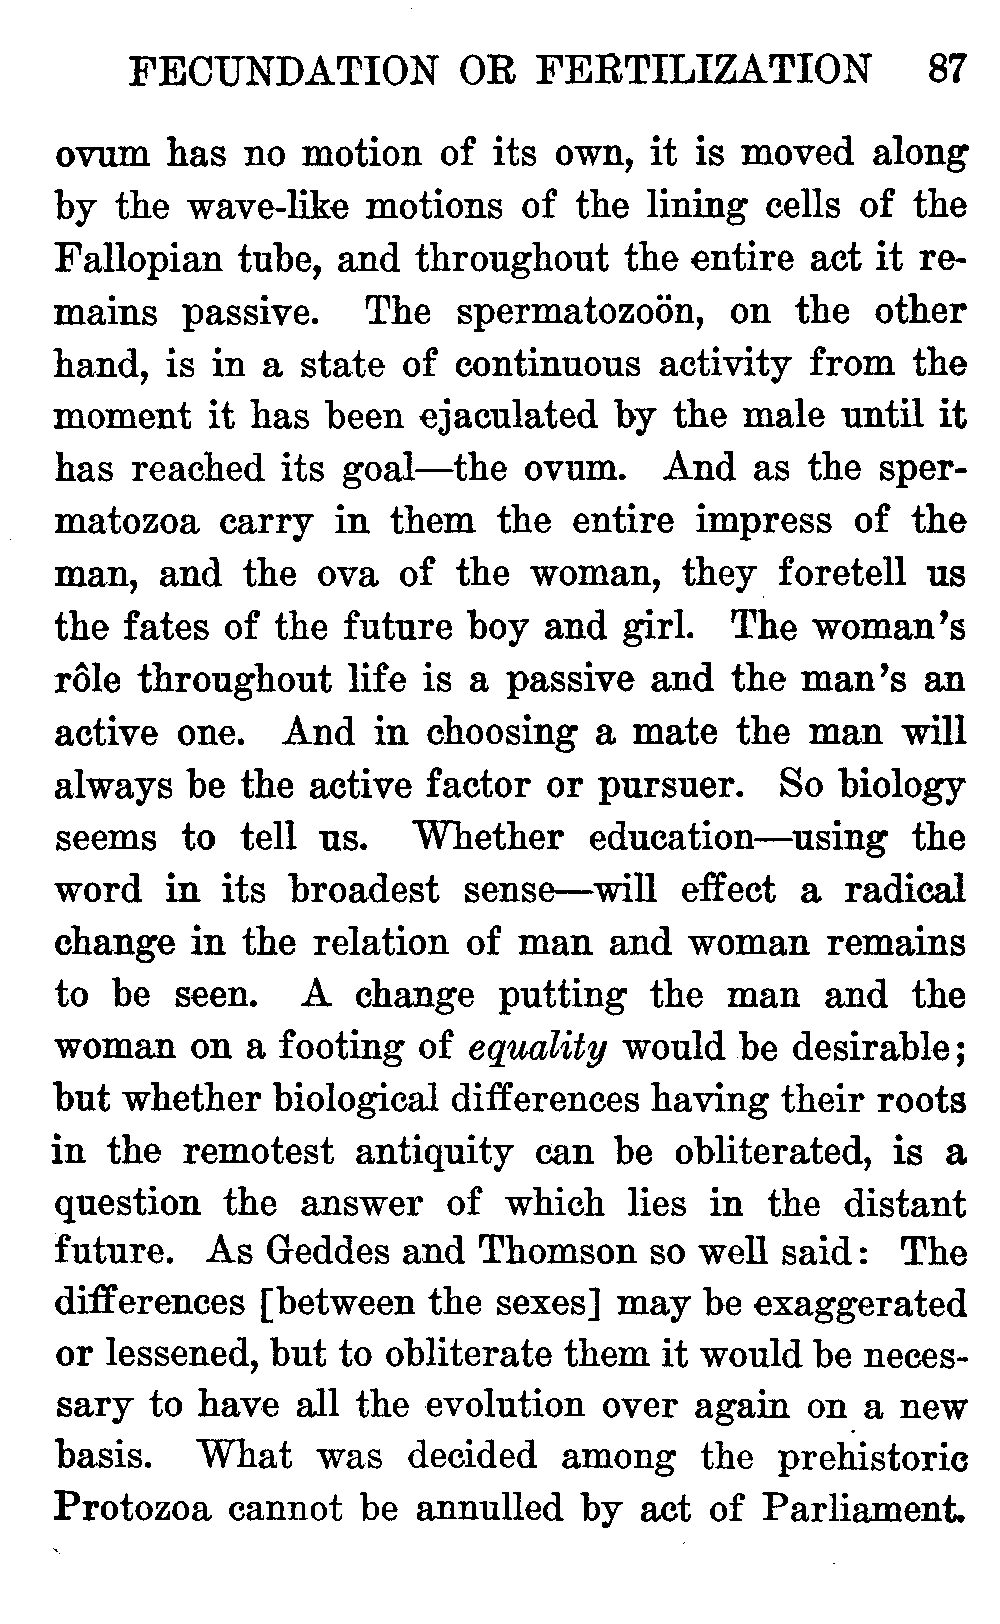 FECUNDATION OR FERTILIZATION 87
ovum has no motion of its own, it is moved along
by the wave-like motions of the lining cells of the
Fallopian tube, and throughout the entire act it re-
mains passive. The spermatozoön, on the other
hand, is in a state of continuous activity from the
moment it has been ejaculated by the male until it
has reached its goal—the ovum. And as the sper-
matozoa carry in them the entire impress of the
man, and the ova of the woman, they foretell us
the fates of the future boy and girl. The woman's
rôle throughout life is a passive and the man's an
active one. And in choosing a mate the man will
always be the active factor or pursuer. So biology
seems to tell us. Whether education—using the
word in its broadest sense—will effect a radical
change in the relation of man and woman remains
to be seen. A change putting the man and the
woman on a footing of equality would be desirable;
but whether biological differences having their roots
in the remotest antiquity can be obliterated, is a
question the answer of which lies in the distant
future. As Geddes and Thomson so well said: The
differences [between the sexes] may be exaggerated
or lessened, but to obliterate them it would be neces-
sary to have all the evolution over again on a new
basis. What was decided among the prehistoric
Protozoa cannot be annulled by act of Parliament.